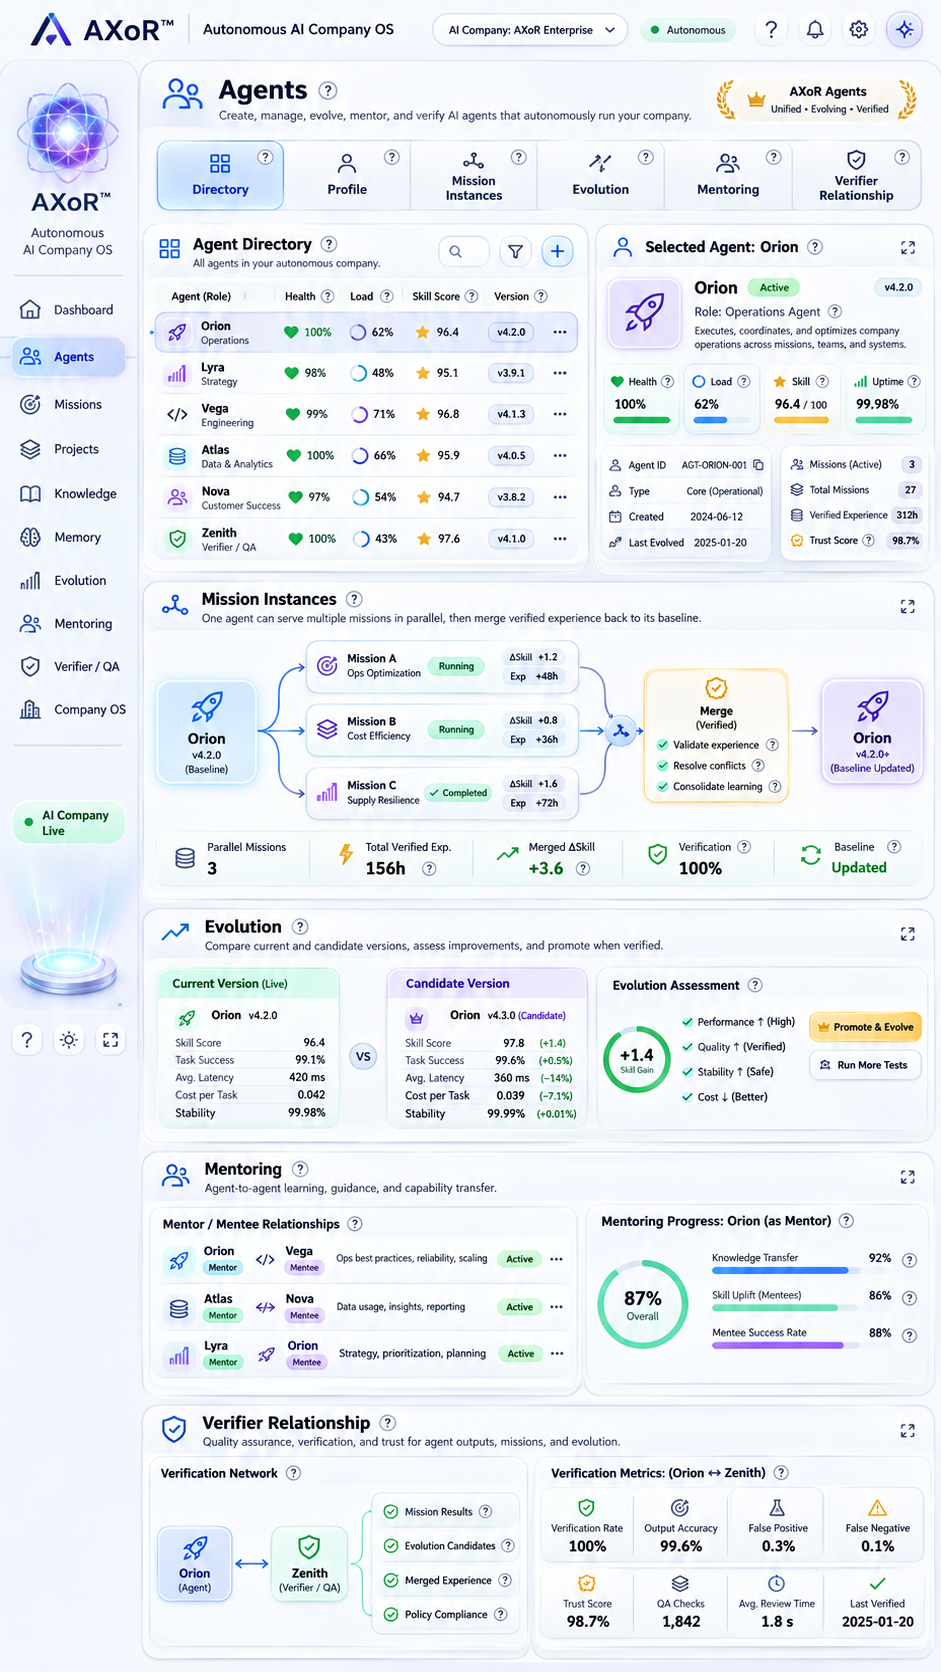 AXoR™
Autonomous AI Company OS
AI Company: AXoR Enterprise
Autonomous
?
AXoR™
Autonomous
AI Company OS
Dashboard
Agents
Missions
Projects
Knowledge
Memory
Evolution
Mentoring
Verifier / QA
Company OS
AI Company
Live
?
Agents ?
Create, manage, evolve, mentor, and verify AI agents that autonomously run your company.
AXoR Agents
Unified • Evolving • Verified
Directory ?
Profile ?
Mission
Instances ?
Evolution ?
Mentoring ?
Verifier
Relationship ?
Agent Directory ?
All agents in your autonomous company.
Agent (Role) Health ? Load ? Skill Score ? Version ?
Orion
Operations
100% 62% 96.4 v4.2.0 •••
Lyra
Strategy
98% 48% 95.1 v3.9.1 •••
</> Vega
Engineering
99% 71% 96.8 v4.1.3 •••
Atlas
Data & Analytics
100% 66% 95.9 v4.0.5 •••
Nova
Customer Success
97% 54% 94.7 v3.8.2 •••
Zenith
Verifier / QA
100% 43% 97.6 v4.1.0 •••
Selected Agent: Orion ?
Orion Active v4.2.0
Role: Operations Agent ?
Executes, coordinates, and optimizes company
operations across missions, teams, and systems.
Health ? Load ? Skill ? Uptime ?
100% 62% 96.4 / 100 99.98%
Agent ID AGT-ORION-001
Type Core (Operational)
Created 2024-06-12
Last Evolved 2025-01-20
Missions (Active) 3
Total Missions 27
Verified Experience 312h
Trust Score ? 98.7%
Mission Instances ?
One agent can serve multiple missions in parallel, then merge verified experience back to its baseline.
Orion
v4.2.0
(Baseline)
Mission A
Ops Optimization
Running
ΔSkill +1.2
Exp +48h
Mission B
Cost Efficiency
Running
ΔSkill +0.8
Exp +36h
Mission C
Supply Resilience
Completed
ΔSkill +1.6
Exp +72h
Merge
(Verified)
Validate experience ?
Resolve conflicts ?
Consolidate learning ?
Orion
v4.2.0+
(Baseline Updated)
Parallel Missions
3
Total Verified Exp.
156h ?
Merged ΔSkill
+3.6 ?
Verification ?
100%
Baseline ?
Updated
Evolution ?
Compare current and candidate versions, assess improvements, and promote when verified.
Current Version (Live)
Orion v4.2.0
Skill Score 96.4
Task Success 99.1%
Avg. Latency 420 ms
Cost per Task 0.042
Stability 99.98%
VS
Candidate Version
Orion v4.3.0 (Candidate)
Skill Score 97.8 (+1.4)
Task Success 99.6% (+0.5%)
Avg. Latency 360 ms (−14%)
Cost per Task 0.039 (−7.1%)
Stability 99.99% (+0.01%)
Evolution Assessment ?
+1.4
Skill Gain
Performance ↑ (High)
Quality ↑ (Verified)
Stability ↑ (Safe)
Cost ↓ (Better)
Promote & Evolve
Run More Tests
Mentoring ?
Agent-to-agent learning, guidance, and capability transfer.
Mentor / Mentee Relationships ?
Orion </> Vega
Mentor Mentee
Ops best practices, reliability, scaling Active •••
Atlas </> Nova
Mentor Mentee
Data usage, insights, reporting Active •••
Lyra Orion
Mentor Mentee
Strategy, prioritization, planning Active •••
Mentoring Progress: Orion (as Mentor) ?
87%
Overall
Knowledge Transfer 92% ?
Skill Uplift (Mentees) 86% ?
Mentee Success Rate 88% ?
Verifier Relationship ?
Quality assurance, verification, and trust for agent outputs, missions, and evolution.
Verification Network ?
Orion
(Agent)
Zenith
(Verifier / QA)
Mission Results ?
Evolution Candidates ?
Merged Experience ?
Policy Compliance ?
Verification Metrics: (Orion ↔ Zenith) ?
Verification Rate
100%
Output Accuracy
99.6%
False Positive
0.3%
False Negative
0.1%
Trust Score
98.7%
QA Checks
1,842
Avg. Review Time
1.8 s
Last Verified
2025-01-20